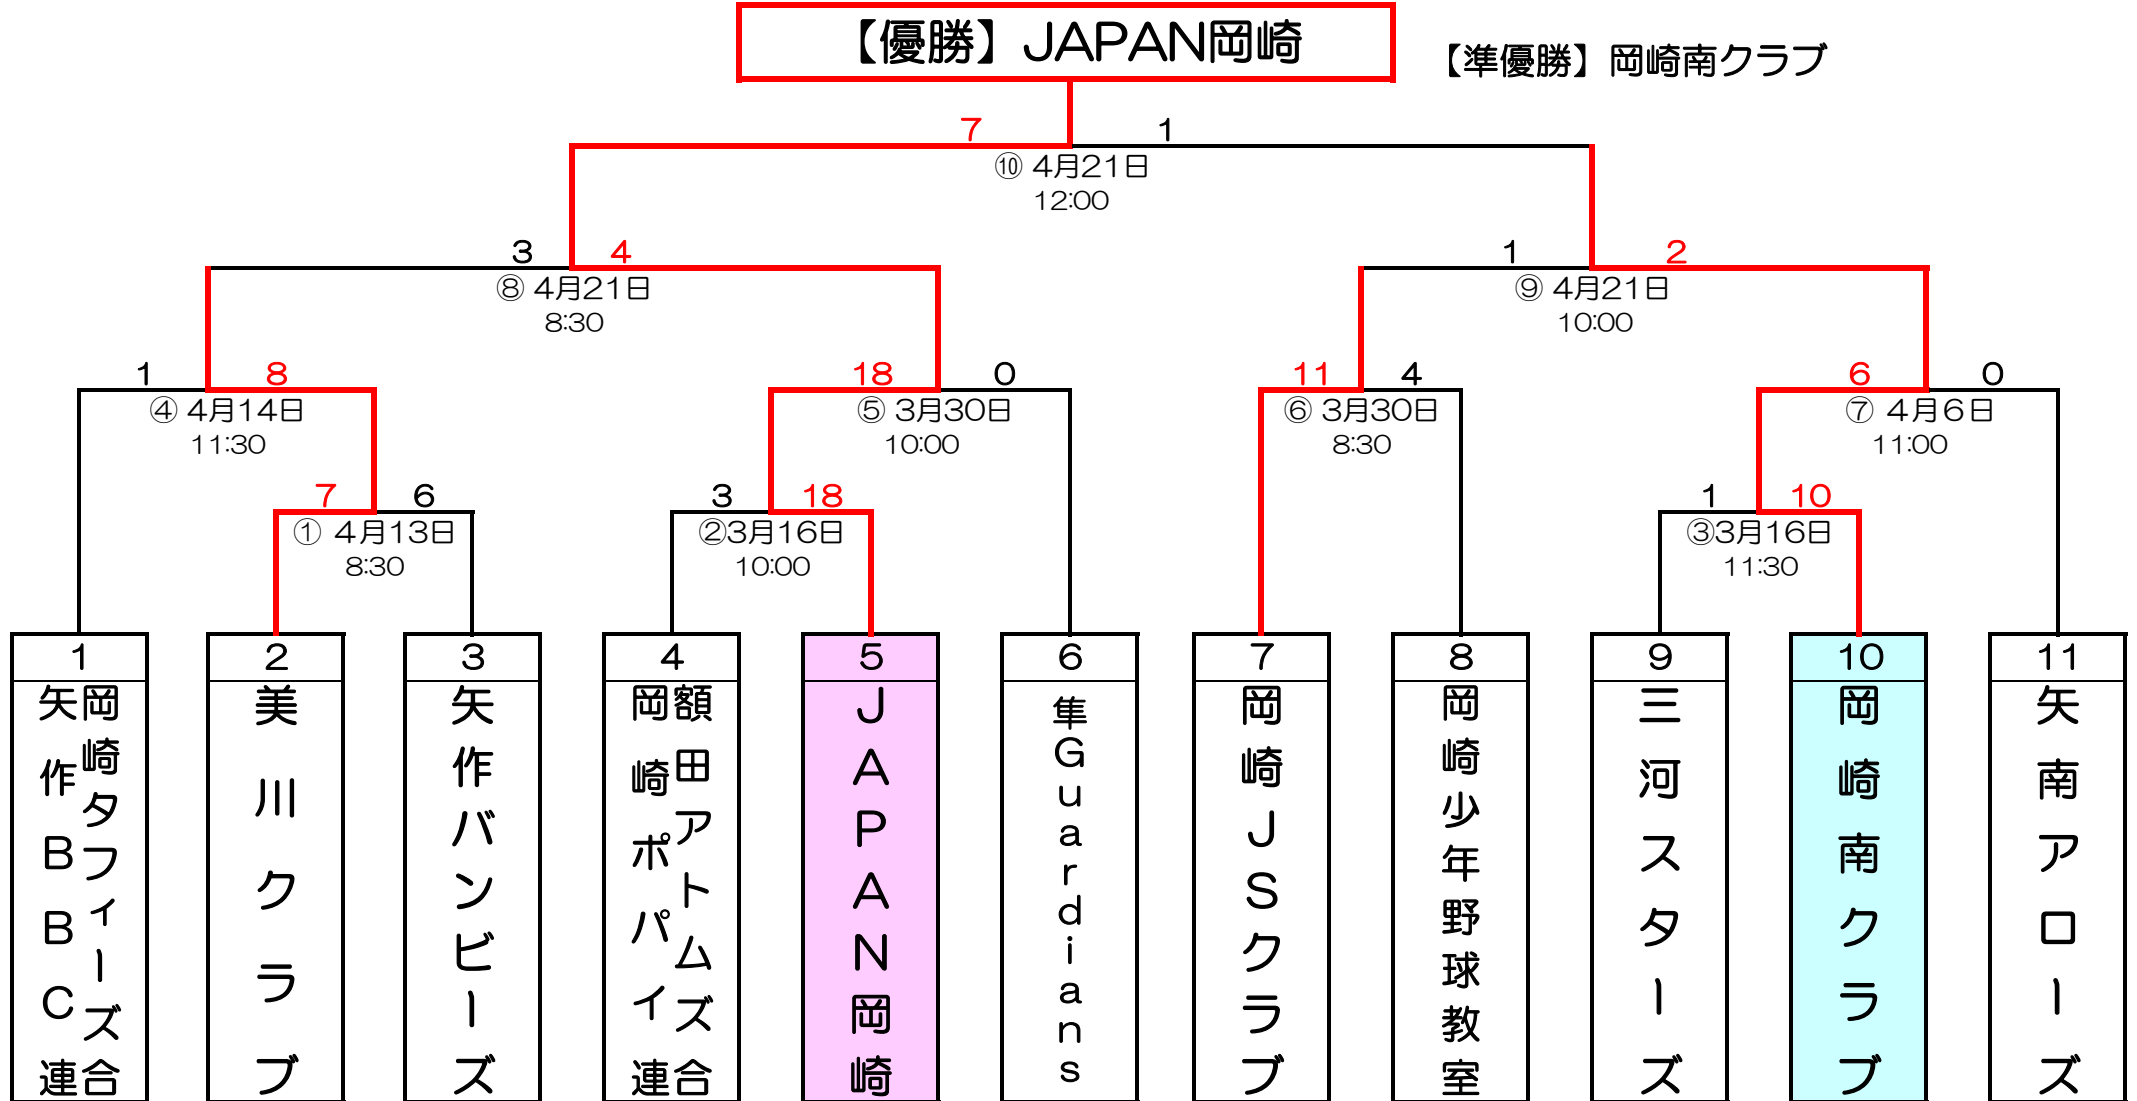 【優勝】JAPAN岡崎
【準優勝】岡崎南クラブ
7 1
⑩ 4月21日
12:00
3 4
⑧ 4月21日
8:30
1 2
⑨ 4月21日
10:00
1 8
④ 4月14日
11:30
18 0
⑤ 3月30日
10:00
11 4
⑥ 3月30日
8:30
6 0
⑦ 4月6日
11:00
7 6
① 4月13日
8:30
3 18
②3月16日
10:00
1 10
③3月16日
11:30
1
岡崎タフィーズ合
矢作BBC連
2
美川クラブ
3
矢作バンビーズ
4
額田アトムズ合
岡崎ポパイ連
5
JAPAN岡崎
6
隼Guardians
7
岡崎JSクラブ
8
岡崎少年野球教室
9
三河スターズ
10
岡崎南クラブ
11
矢南アローズ